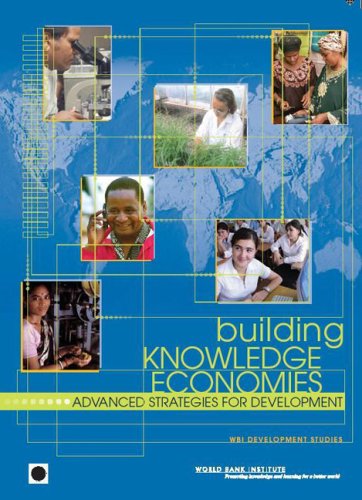 building
KNOWLEDGE
ECONOMIES
ADVANCED STRATEGIES FOR DEVELOPMENT
WBI DEVELOPMENT STUDIES
WORLD BANK INSTITUTE
Promoting knowledge and learning for a better world